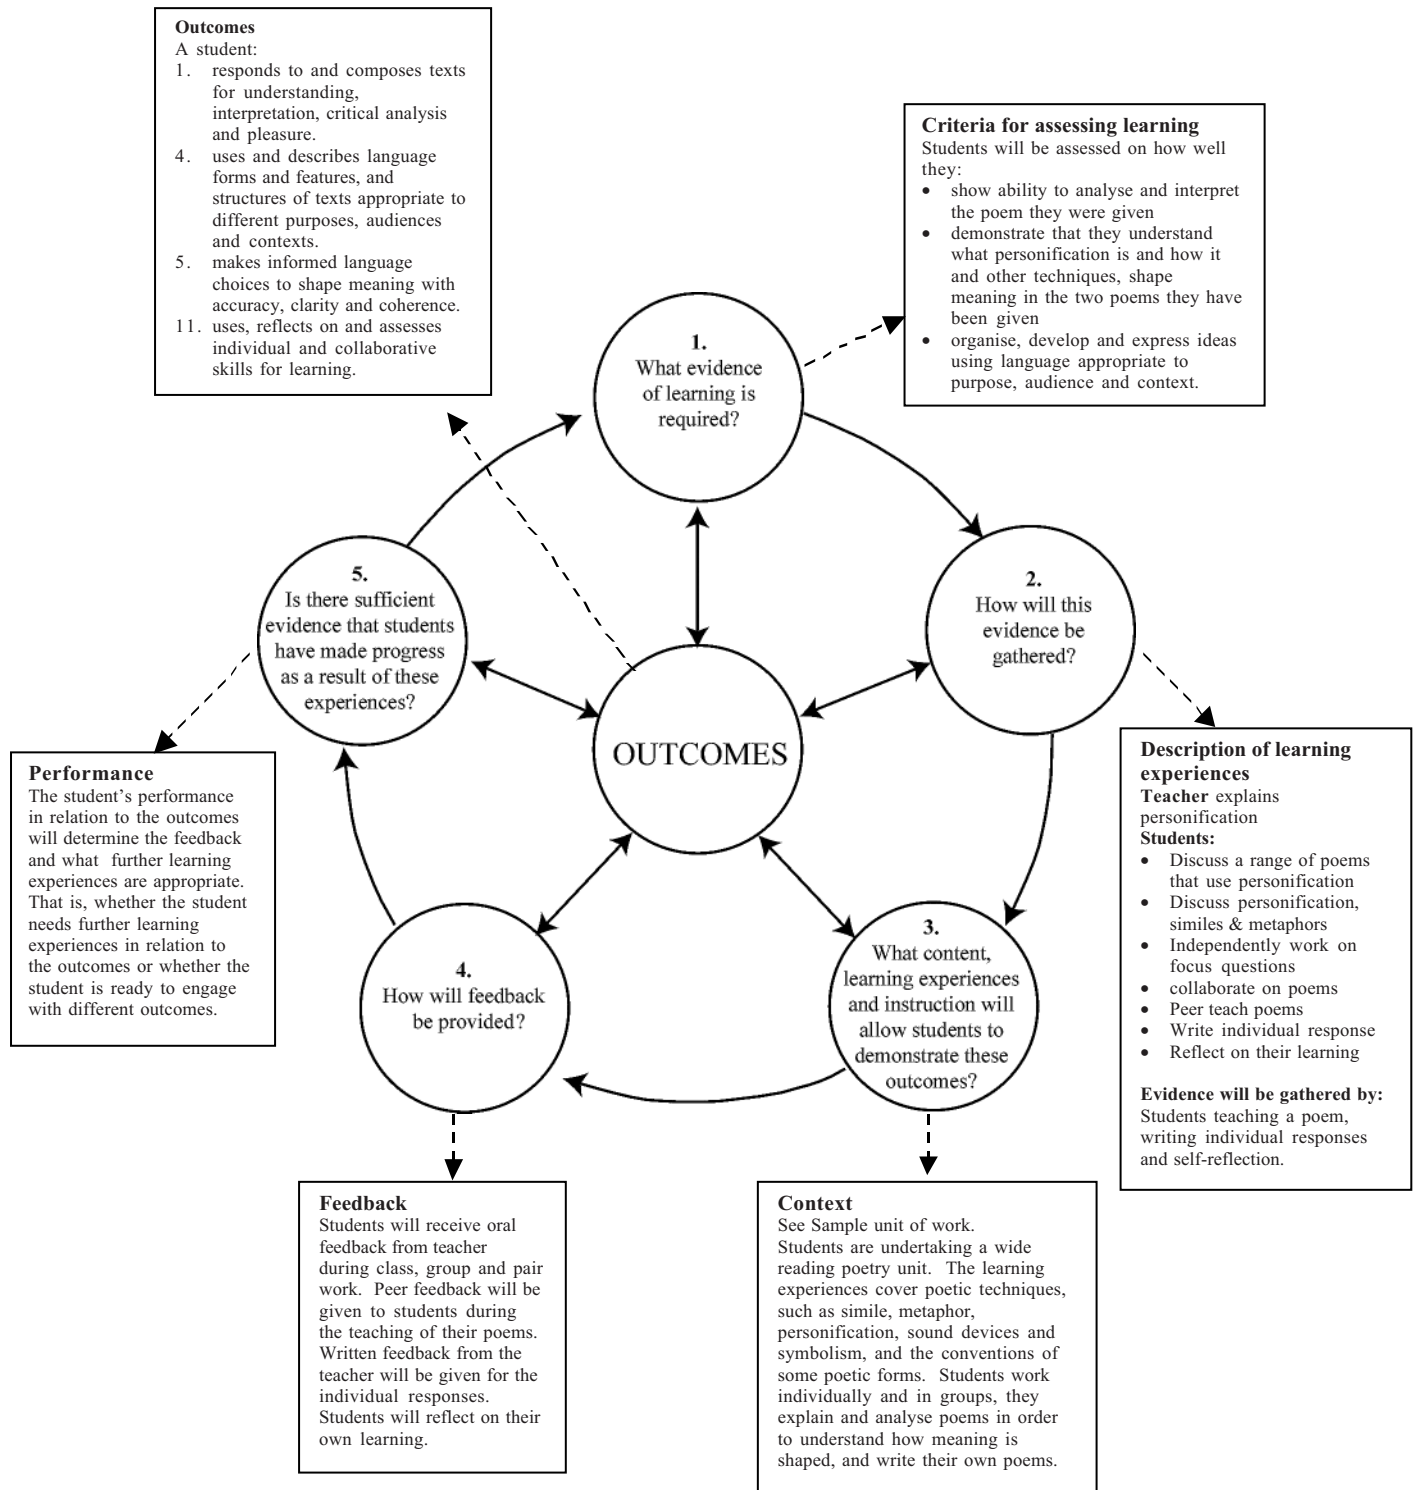 Outcomes
A student:
1. responds to and composes texts
for understanding,
interpretation, critical analysis
and pleasure.
4. uses and describes language
forms and features, and
structures of texts appropriate to
different purposes, audiences
and contexts.
5. makes informed language
choices to shape meaning with
accuracy, clarity and coherence.
11. uses, reflects on and assesses
individual and collaborative
skills for learning.
Criteria for assessing learning
Students will be assessed on how well
they:
• show ability to analyse and interpret
the poem they were given
• demonstrate that they understand
what personification is and how it
and other techniques, shape
meaning in the two poems they have
been given
• organise, develop and express ideas
using language appropriate to
purpose, audience and context.
1.
What evidence
of learning is
required?
2.
How will this
evidence be
gathered?
5.
Is there sufficient
evidence that students
have made progress
as a result of these
experiences?
OUTCOMES
Performance
The student’s performance
in relation to the outcomes
will determine the feedback
and what further learning
experiences are appropriate.
That is, whether the student
needs further learning
experiences in relation to
the outcomes or whether the
student is ready to engage
with different outcomes.
Description of learning
experiences
Teacher explains
personification
Students:
• Discuss a range of poems
that use personification
• Discuss personification,
similes & metaphors
• Independently work on
focus questions
• collaborate on poems
• Peer teach poems
• Write individual response
• Reflect on their learning
Evidence will be gathered by:
Students teaching a poem,
writing individual responses
and self-reflection.
3.
What content,
learning experiences
and instruction will
allow students to
demonstrate these
outcomes?
4.
How will feedback
be provided?
Feedback
Students will receive oral
feedback from teacher
during class, group and pair
work. Peer feedback will be
given to students during
the teaching of their poems.
Written feedback from the
teacher will be given for the
individual responses.
Students will reflect on their
own learning.
Context
See Sample unit of work.
Students are undertaking a wide
reading poetry unit. The learning
experiences cover poetic techniques,
such as simile, metaphor,
personification, sound devices and
symbolism, and the conventions of
some poetic forms. Students work
individually and in groups, they
explain and analyse poems in order
to understand how meaning is
shaped, and write their own poems.